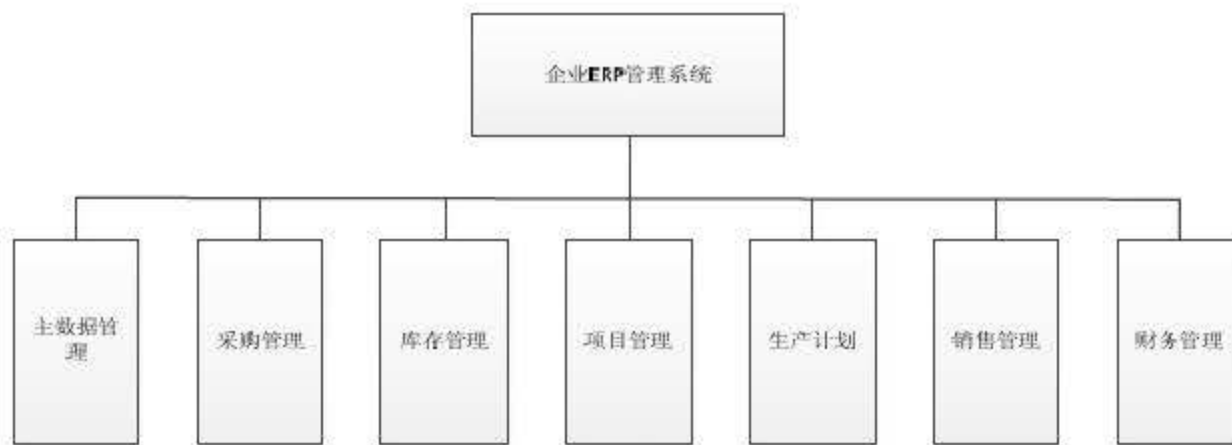 企业ERP管理系统
主数据管
理
采购管理
库存管理
项目管理
生产计划
销售管理
财务管理